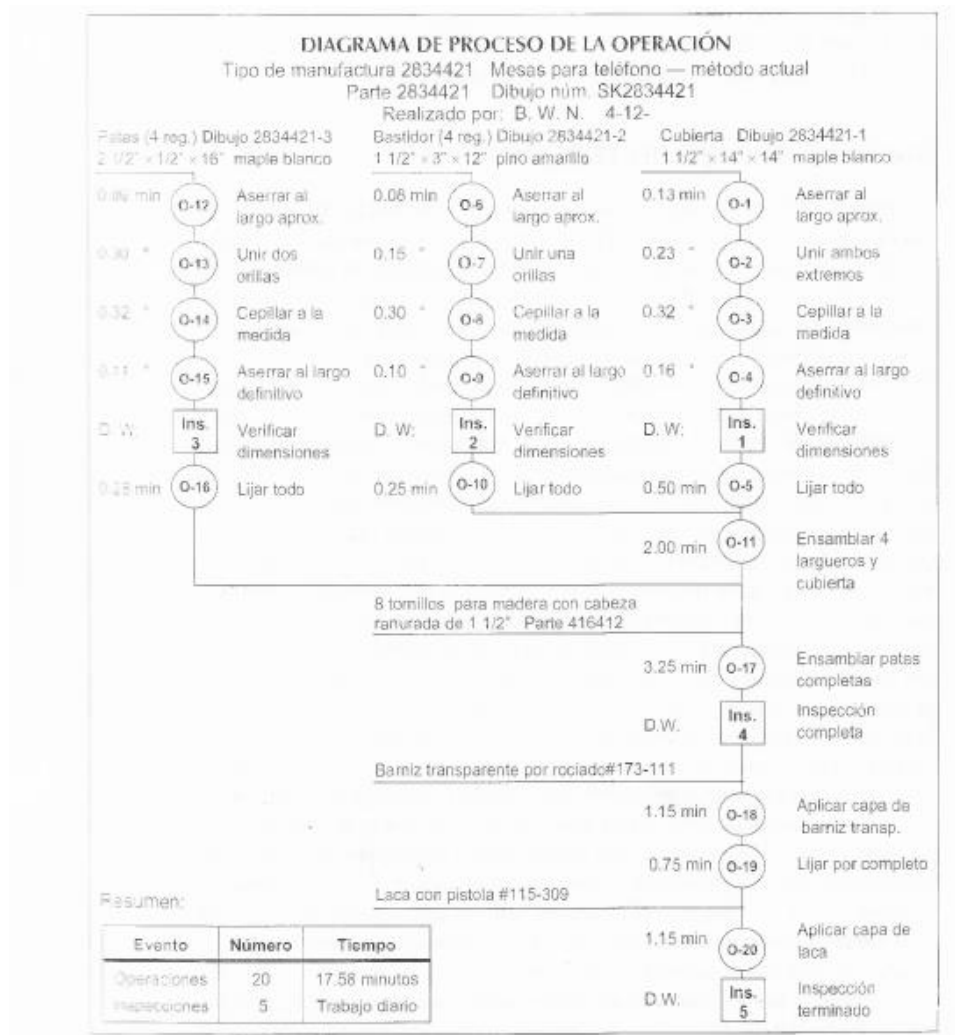 DIAGRAMA DE PROCESO DE LA OPERACIÓN
Tipo de manufactura 2834421 Mesas para teléfono — método actual
Parte 2834421 Dibujo núm. SK2834421
Realizado por: B. W. N. 4-12-
Patas (4 reg.) Dibujo 2834421-3
2 1/2" × 1/2" × 16" maple blanco
Bastidor (4 reg.) Dibujo 2834421-2
1 1/2" × 3" × 12" pino amarillo
Cubierta Dibujo 2834421-1
1 1/2" × 14" × 14" maple blanco
min O-12 Aserrar al
largo aprox.
0.30 " O-13 Unir dos
orillas
0.32 " O-14 Cepillar a la
medida
" O-15 Aserrar al largo
definitivo
D. W. Ins.
3
Verificar
dimensiones
min O-16 Lijar todo
min O-6 Aserrar al
largo aprox.
0.15 " O-7 Unir una
orillas
0.30 " O-8 Cepillar a la
medida
0.10 " O-9 Aserrar al largo
definitivo
D. W: Ins.
2
Verificar
dimensiones
0.25 min O-10 Lijar todo
0.13 min O-1 Aserrar al
largo aprox.
0.23 " O-2 Unir ambos
extremos
0.32 " O-3 Cepillar a la
medida
0.16 " O-4 Aserrar al largo
definitivo
D. W: Ins.
1
Verificar
dimensiones
0.50 min O-5 Lijar todo
2.00 min O-11 Ensamblar 4
largueros y
cubierta
8 tornillos para madera con cabeza
ranurada de 1 1/2" Parte 416412
3.25 min O-17 Ensamblar patas
completas
D.W. Ins.
4
Inspección
completa
Barniz transparente por rociado#173-111
1.15 min O-18 Aplicar capa de
barniz transp.
0.75 min O-19 Lijar por completo
Laca con pistola #115-309
1.15 min O-20 Aplicar capa de
laca
D.W. Ins.
5
Inspección
terminado
Resumen:
Evento Número Tiempo
Operaciones 20 17.58 minutos
Inspecciones 5 Trabajo diario